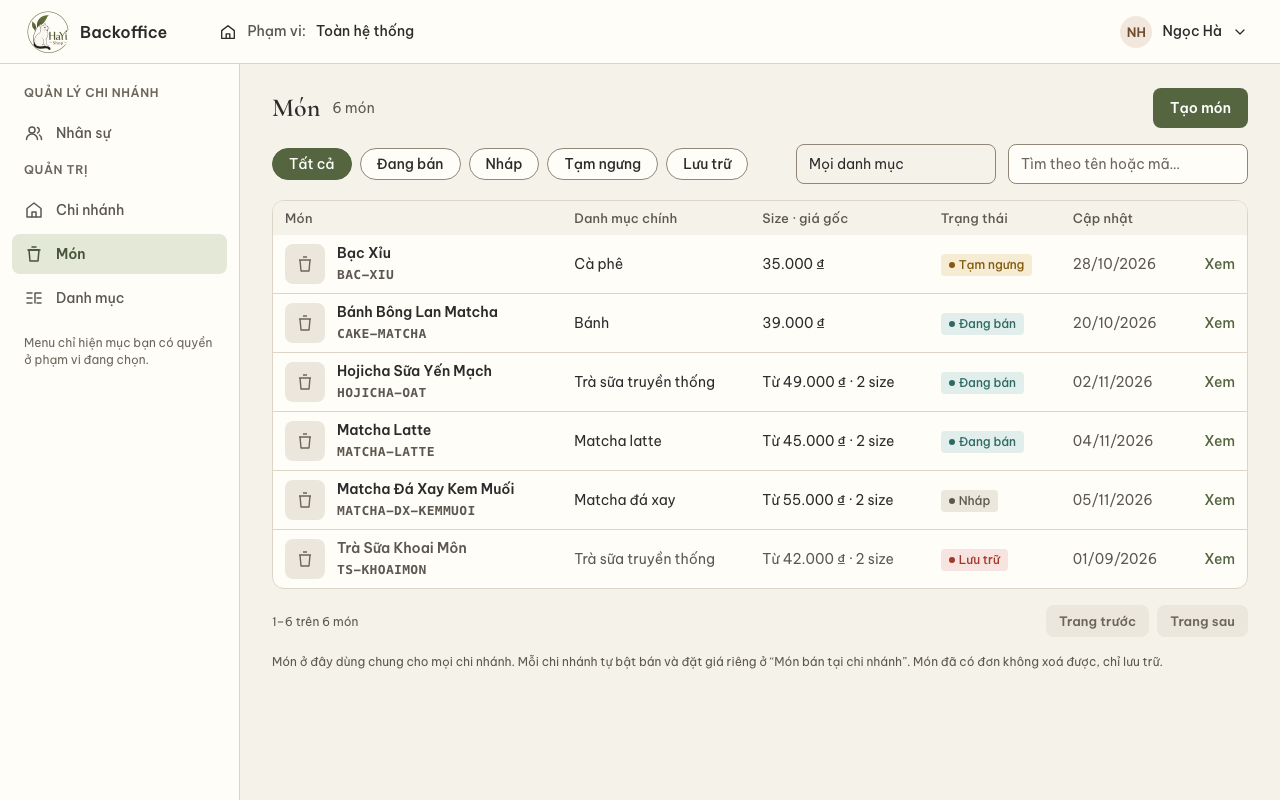 HaYi
Shop
Backoffice
Phạm vi: Toàn hệ thống
NH
Ngọc Hà
QUẢN LÝ CHI NHÁNH
Nhân sự
QUẢN TRỊ
Chi nhánh
Món
Danh mục
Menu chỉ hiện mục bạn có quyền
ở phạm vi đang chọn.
Món 6 món
Tạo món
Tất cả
Đang bán
Nháp
Tạm ngưng
Lưu trữ
Mọi danh mục
Tìm theo tên hoặc mã…
Món Danh mục chính Size · giá gốc Trạng thái Cập nhật
Bạc Xỉu
BAC-XIU
Cà phê 35.000 ₫ Tạm ngưng 28/10/2026 Xem
Bánh Bông Lan Matcha
CAKE-MATCHA
Bánh 39.000 ₫ Đang bán 20/10/2026 Xem
Hojicha Sữa Yến Mạch
HOJICHA-OAT
Trà sữa truyền thống Từ 49.000 ₫ · 2 size Đang bán 02/11/2026 Xem
Matcha Latte
MATCHA-LATTE
Matcha latte Từ 45.000 ₫ · 2 size Đang bán 04/11/2026 Xem
Matcha Đá Xay Kem Muối
MATCHA-DX-KEMMUOI
Matcha đá xay Từ 55.000 ₫ · 2 size Nháp 05/11/2026 Xem
Trà Sữa Khoai Môn
TS-KHOAIMON
Trà sữa truyền thống Từ 42.000 ₫ · 2 size Lưu trữ 01/09/2026 Xem
1–6 trên 6 món
Trang trước
Trang sau
Món ở đây dùng chung cho mọi chi nhánh. Mỗi chi nhánh tự bật bán và đặt giá riêng ở “Món bán tại chi nhánh”. Món đã có đơn không xoá được, chỉ lưu trữ.